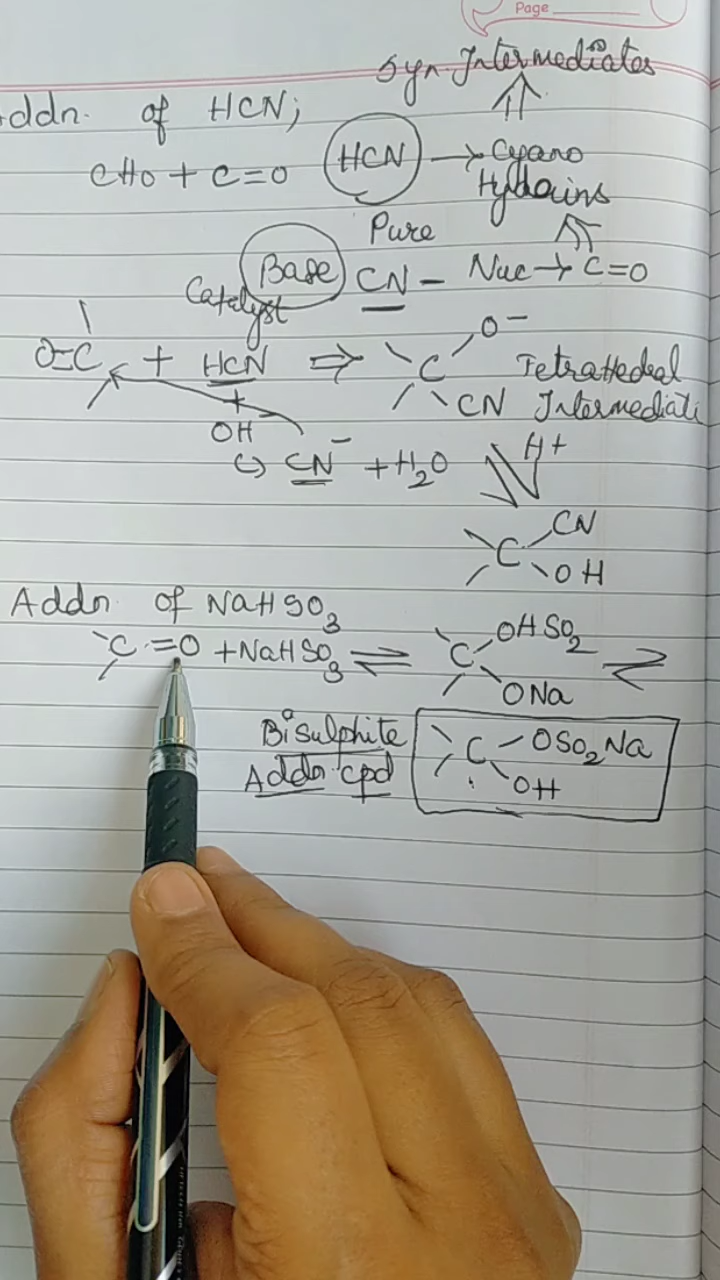 Page
Syn. Intermediates
Addn. of HCN;
CHO + C=O HCN → Cyano
Hydrains
Pure
Base CN - Nuc → C=O
Catalyst
O=C + HCN ⇒ C O⁻ CN Tetrahedral
Intermediate
+
OH
↪ CN⁻ + H₂O H+
C CN OH
Addn. of NaHSO₃
C=O + NaHSO₃ ⇌ C OHSO₂ ONa ⇌
Bisulphite
Addn. cpd
C - OSO₂Na OH